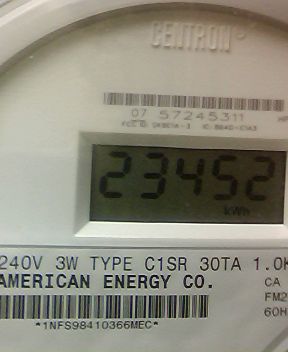 CENTRON®
07 57245311
23452
kWh
240V 3W TYPE C1SR 30TA 1.0K
AMERICAN ENERGY CO.
CA
FM2
60H
*1NFS98410366MEC*